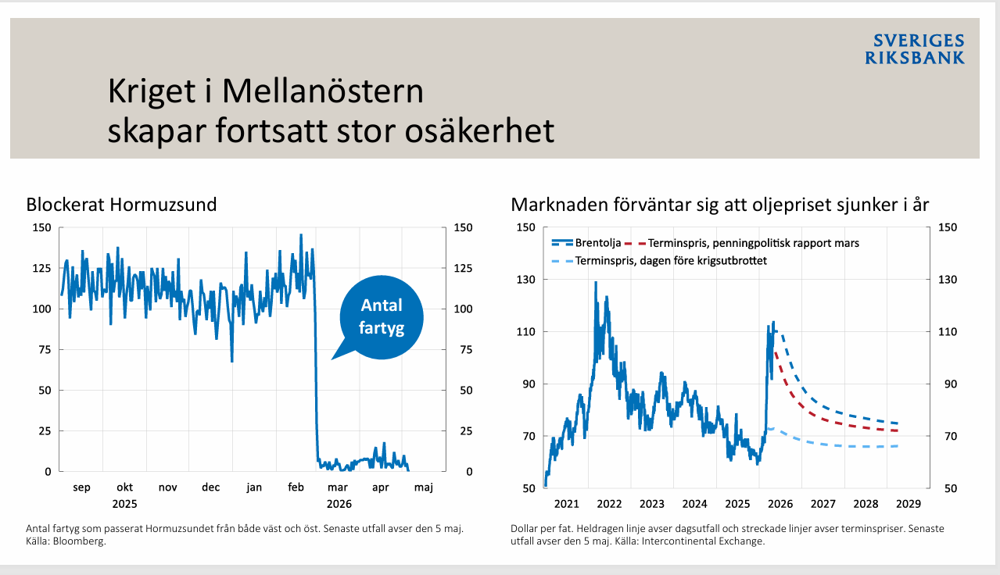 SVERIGES
RIKSBANK
Kriget i Mellanöstern
skapar fortsatt stor osäkerhet
Blockerat Hormuzsund
150 150
125 125
100 100
75 75
50 50
25 25
0 0
Antal
fartyg
sep okt nov dec jan feb mar apr maj
2025 2026
Antal fartyg som passerat Hormuzsundet från både väst och öst. Senaste utfall avser den 5 maj.
Källa: Bloomberg.
Marknaden förväntar sig att oljepriset sjunker i år
150 150
130 130
110 110
90 90
70 70
50 50
Brentolja Terminspris, penningpolitisk rapport mars
Terminspris, dagen före krigsutbrottet
2021 2022 2023 2024 2025 2026 2027 2028 2029
Dollar per fat. Heldragen linje avser dagsutfall och streckade linjer avser terminspriser. Senaste
utfall avser den 5 maj. Källa: Intercontinental Exchange.